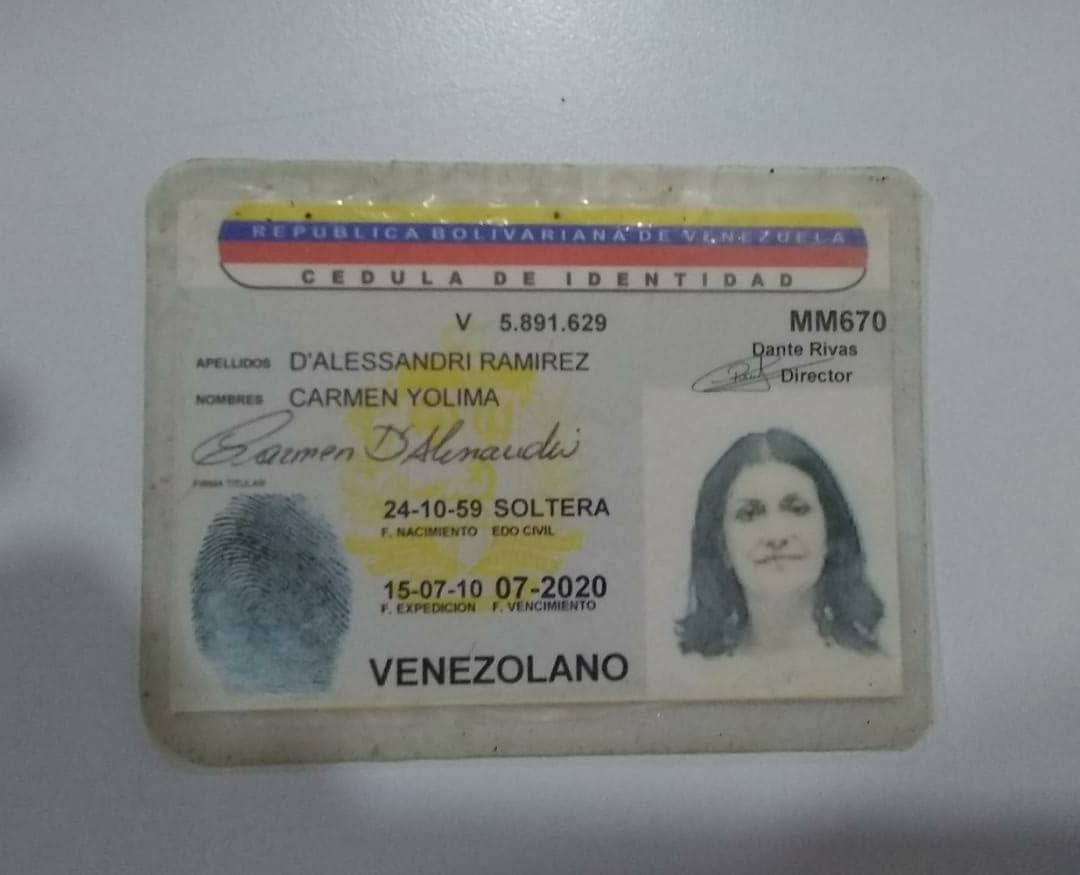 REPUBLICA BOLIVARIANA DE VENEZUELA
CEDULA DE IDENTIDAD
V 5.891.629
MM670
Dante Rivas
Director
APELLIDOS D'ALESSANDRI RAMIREZ
NOMBRES CARMEN YOLIMA
Carmen D'Alessandri
FIRMA TITULAR
24-10-59 SOLTERA
F. NACIMIENTO EDO CIVIL
15-07-10 07-2020
F. EXPEDICION F. VENCIMIENTO
VENEZOLANO